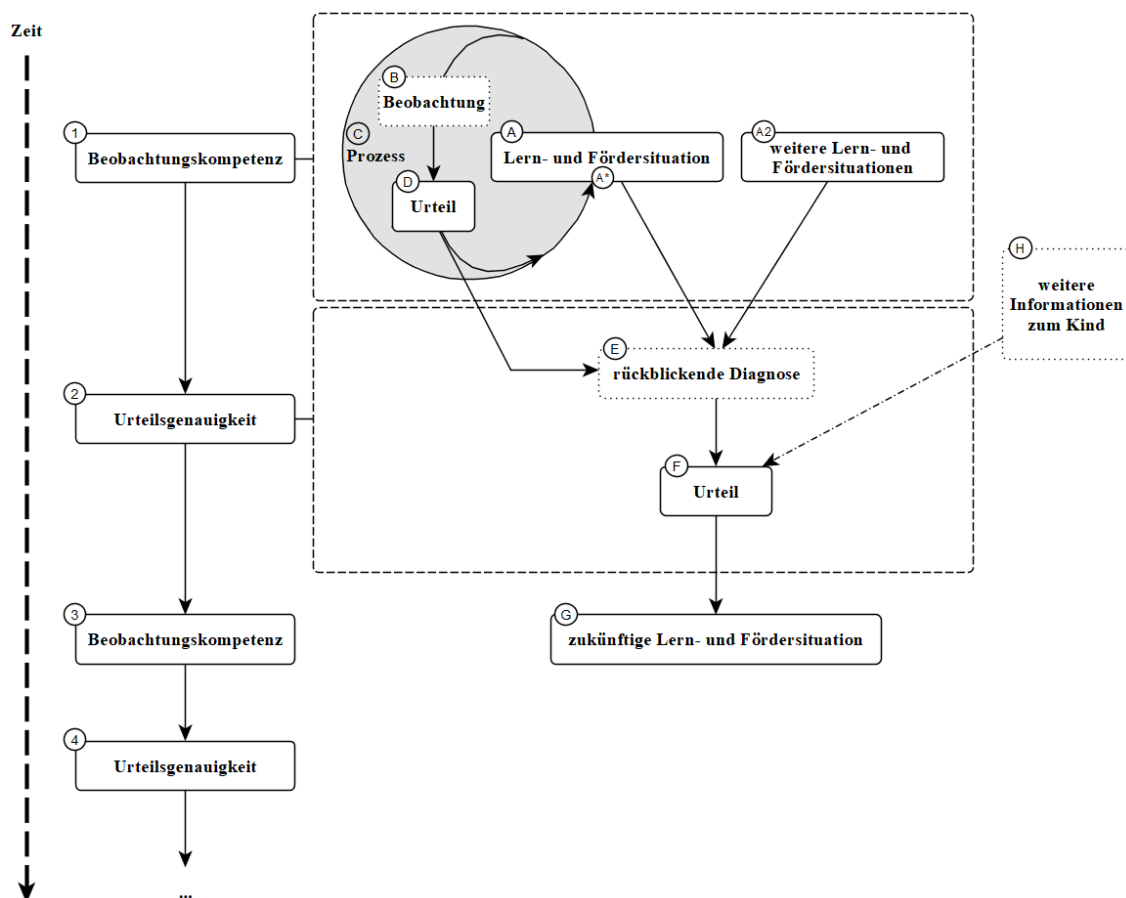 Zeit
B
Beobachtung
1
Beobachtungskompetenz
C
Prozess
A
Lern- und Fördersituation
A*
A2
weitere Lern- und
Fördersituationen
D
Urteil
H
weitere
Informationen
zum Kind
E
rückblickende Diagnose
2
Urteilsgenauigkeit
F
Urteil
3
Beobachtungskompetenz
G
zukünftige Lern- und Fördersituation
4
Urteilsgenauigkeit
...